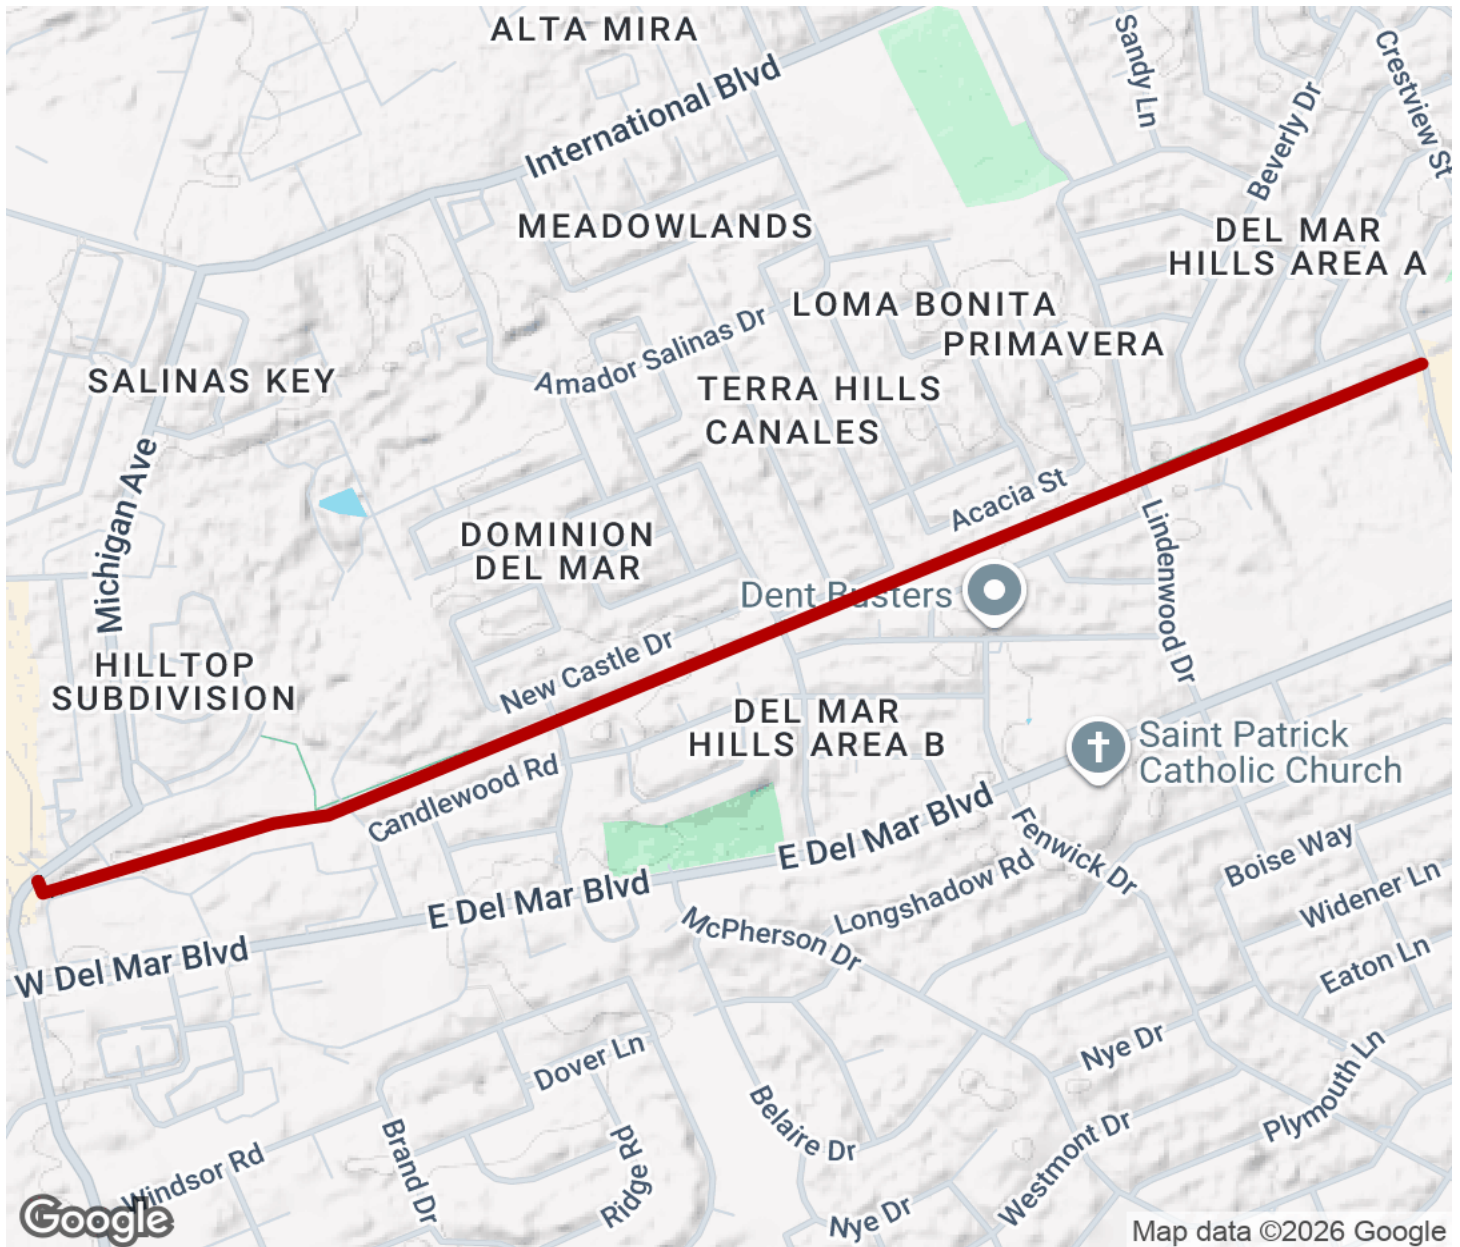 ALTA MIRA
Sandy Ln
Crestview St
International Blvd
Beverly Dr
MEADOWLANDS
DEL MAR
HILLS AREA A
LOMA BONITA
PRIMAVERA
Amador Salinas Dr
SALINAS KEY
TERRA HILLS
CANALES
Michigan Ave
Acacia St
DOMINION
DEL MAR
Lindenwood Dr
Dent Busters
New Castle Dr
HILLTOP
SUBDIVISION
DEL MAR
HILLS AREA B
Saint Patrick
Catholic Church
Candlewood Rd
E Del Mar Blvd
Fenwick Dr
Boise Way
E Del Mar Blvd
Longshadow Rd
Widener Ln
McPherson Dr
W Del Mar Blvd
Eaton Ln
Nye Dr
Dover Ln
Plymouth Ln
Belaire Dr
Westmont Dr
Brand Dr
Ridge Rd
Windsor Rd
Nye Dr
Google
Map data ©2026 Google